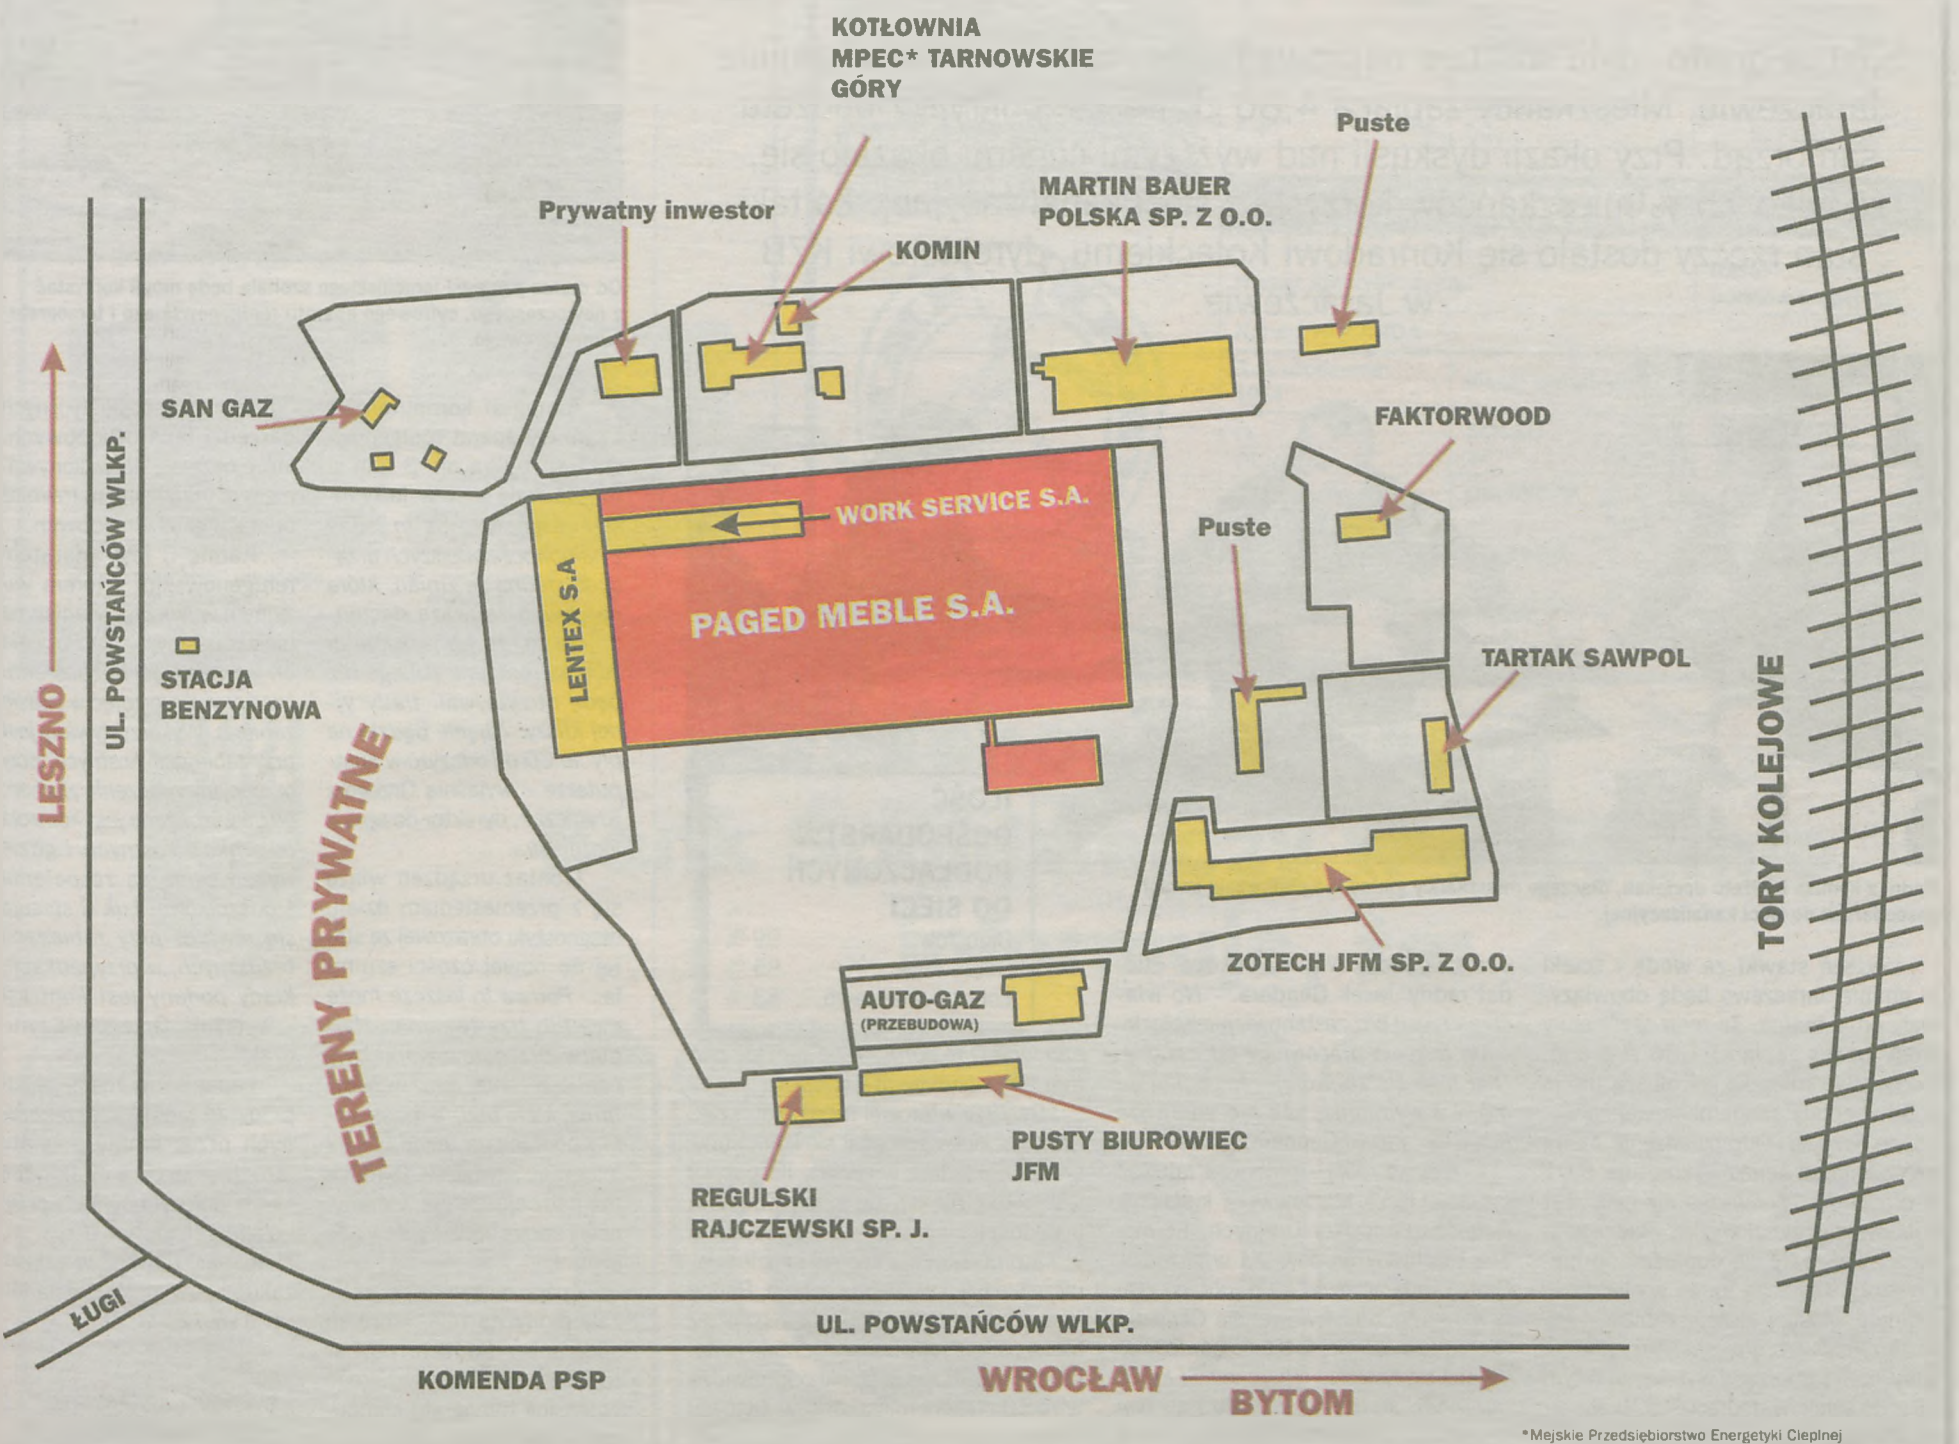 KOTŁOWNIA
MPEC* TARNOWSKIE
GÓRY
Puste
MARTIN BAUER
POLSKA SP. Z O.O.
Prywatny inwestor
KOMIN
SAN GAZ
FAKTORWOOD
WORK SERVICE S.A.
Puste
LENTEX S.A
PAGED MEBLE S.A.
UL. POWSTAŃCÓW WLKP.
LESZNO
STACJA
BENZYNOWA
TARTAK SAWPOL
TORY KOLEJOWE
TERENY PRYWATNE
ZOTECH JFM SP. Z O.O.
AUTO-GAZ
(PRZEBUDOWA)
PUSTY BIUROWIEC
JFM
REGULSKI
RAJCZEWSKI SP. J.
ŁUGI
UL. POWSTAŃCÓW WLKP.
KOMENDA PSP
WROCŁAW
BYTOM
*Mejskie Przedsiębiorstwo Energetyki Cieplnej